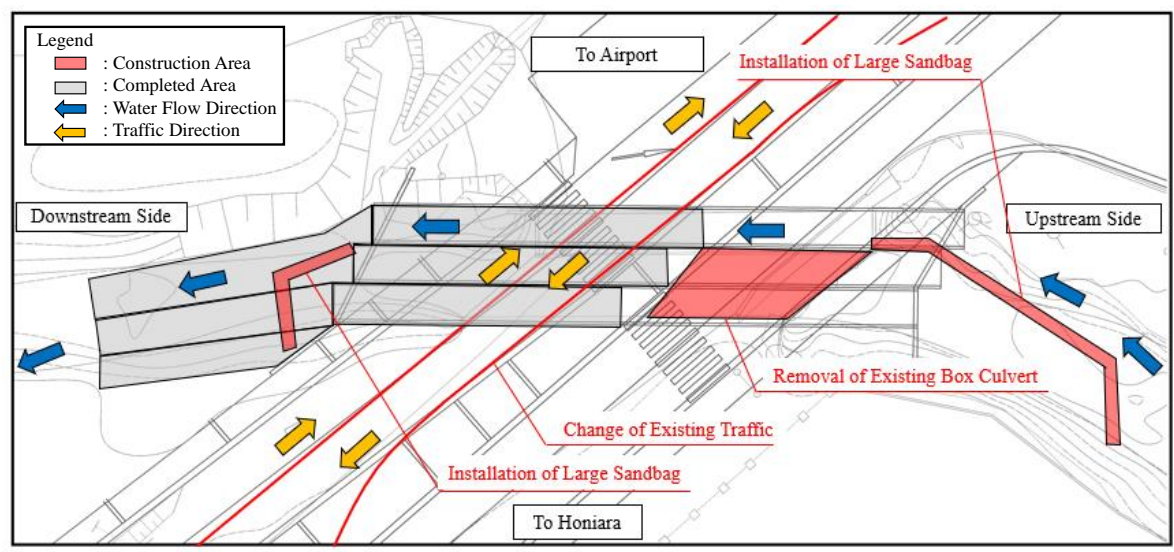 Legend
: Construction Area
: Completed Area
: Water Flow Direction
: Traffic Direction
To Airport
Installation of Large Sandbag
Downstream Side
Upstream Side
Removal of Existing Box Culvert
Change of Existing Traffic
Installation of Large Sandbag
To Honiara